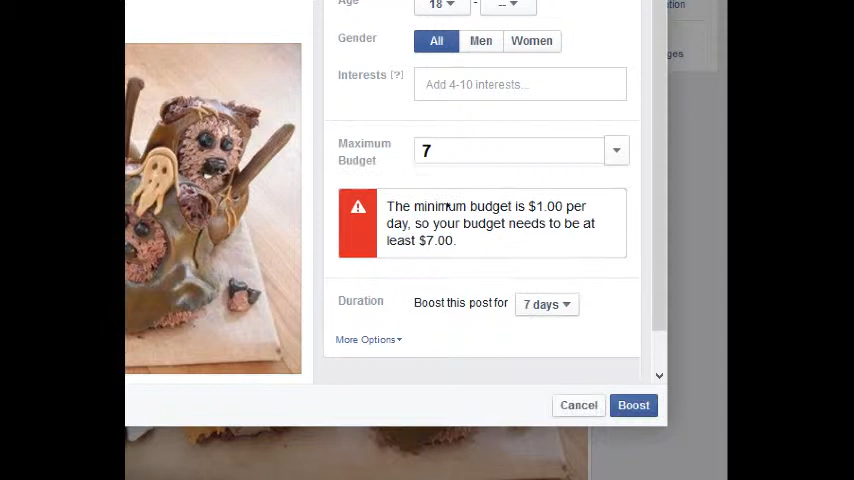 Age 18 - --
ation
Gender All Men Women
ges
Interests [?] Add 4-10 interests...
Maximum
Budget
7
The minimum budget is $1.00 per
day, so your budget needs to be at
least $7.00.
Duration Boost this post for 7 days
More Options
Cancel Boost